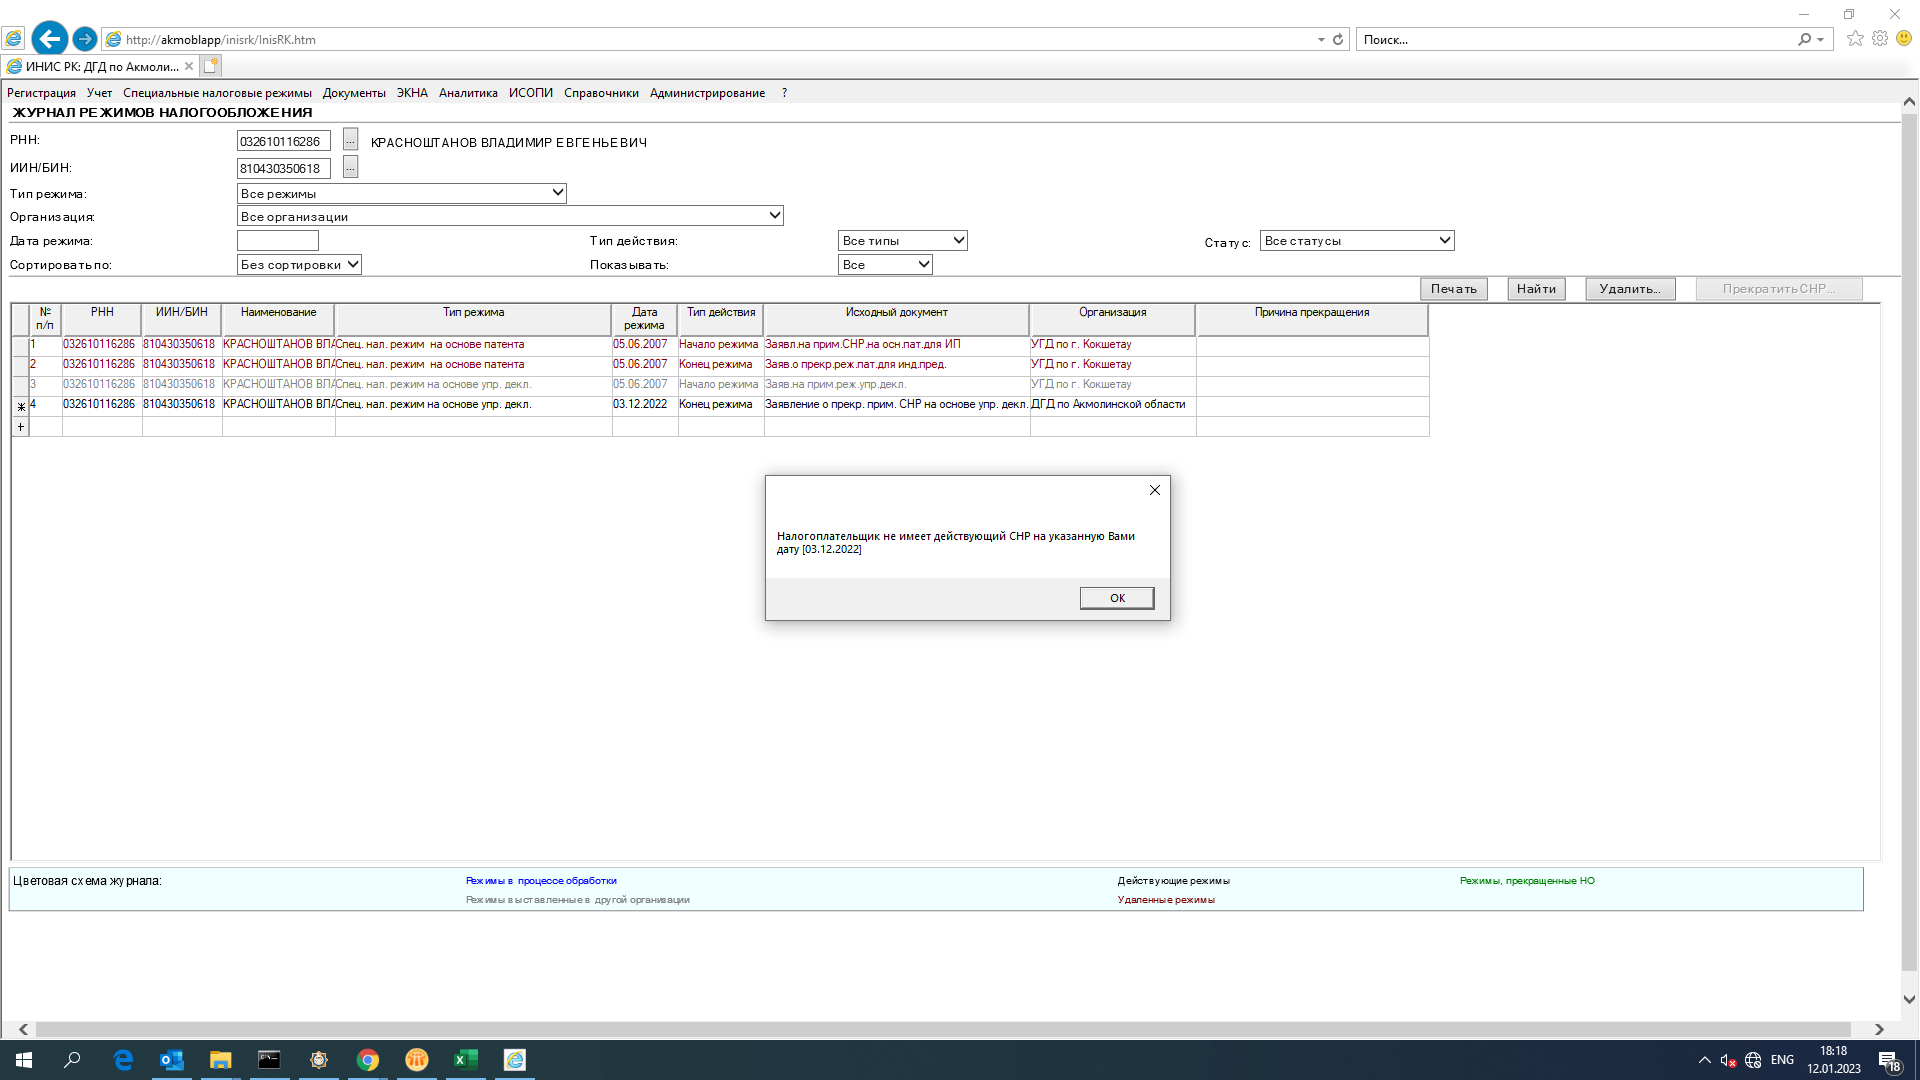 http://akmoblapp/inisrk/InisRK.htm
Поиск...
ИНИС РК: ДГД по Акмоли...
Регистрация Учет Специальные налоговые режимы Документы ЭКНА Аналитика ИСОПИ Справочники Администрирование ?
ЖУРНАЛ РЕЖИМОВ НАЛОГООБЛОЖЕНИЯ
РНН: 032610116286 ... КРАСНОШТАНОВ ВЛАДИМИР ЕВГЕНЬЕВИЧ
ИИН/БИН: 810430350618 ...
Тип режима: Все режимы
Организация: Все организации
Дата режима: Тип действия: Все типы Статус: Все статусы
Сортировать по: Без сортировки Показывать: Все
Печать Найти Удалить... Прекратить СНР...
№ п/п РНН ИИН/БИН Наименование Тип режима Дата режима Тип действия Исходный документ Организация Причина прекращения
1 032610116286 810430350618 КРАСНОШТАНОВ ВЛА Спец. нал. режим на основе патента 05.06.2007 Начало режима Заявл.на прим.СНР.на осн.пат.для ИП УГД по г. Кокшетау
2 032610116286 810430350618 КРАСНОШТАНОВ ВЛА Спец. нал. режим на основе патента 05.06.2007 Конец режима Заяв.о прекр.реж.пат.для инд.пред. УГД по г. Кокшетау
3 032610116286 810430350618 КРАСНОШТАНОВ ВЛА Спец. нал. режим на основе упр. декл. 05.06.2007 Начало режима Заяв.на прим.реж.упр.декл. УГД по г. Кокшетау
4 032610116286 810430350618 КРАСНОШТАНОВ ВЛА Спец. нал. режим на основе упр. декл. 03.12.2022 Конец режима Заявление о прекр. прим. СНР на основе упр. декл. ДГД по Акмолинской области
Налогоплательщик не имеет действующий СНР на указанную Вами
дату [03.12.2022]
OK
Цветовая схема журнала: Режимы в процессе обработки Действующие режимы Режимы, прекращенные НО
Режимы выставленные в другой организации Удаленные режимы
ENG 18:18
12.01.2023 18